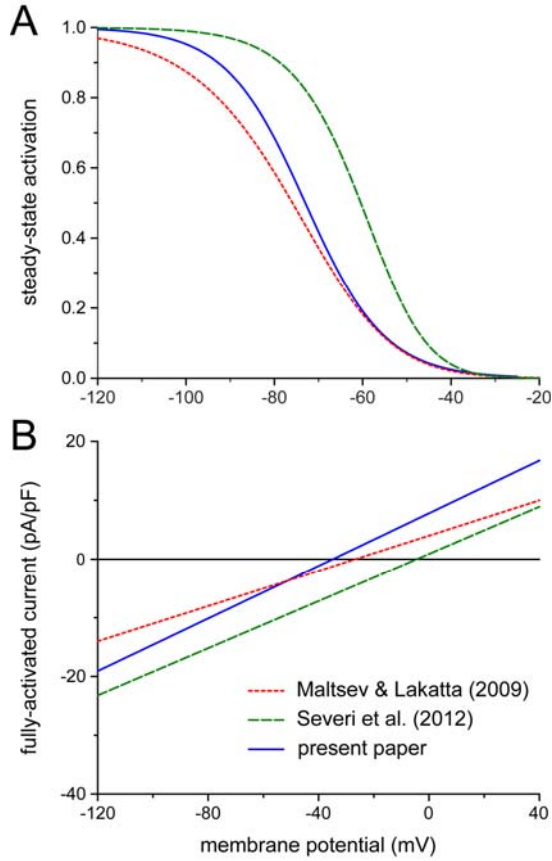 A
1.0
0.8
0.6
0.4
0.2
0.0
steady-state activation
-120 -100 -80 -60 -40 -20
B
20
0
-20
-40
fully-activated current (pA/pF)
Maltsev & Lakatta (2009)
Severi et al. (2012)
present paper
-120 -80 -40 0 40
membrane potential (mV)